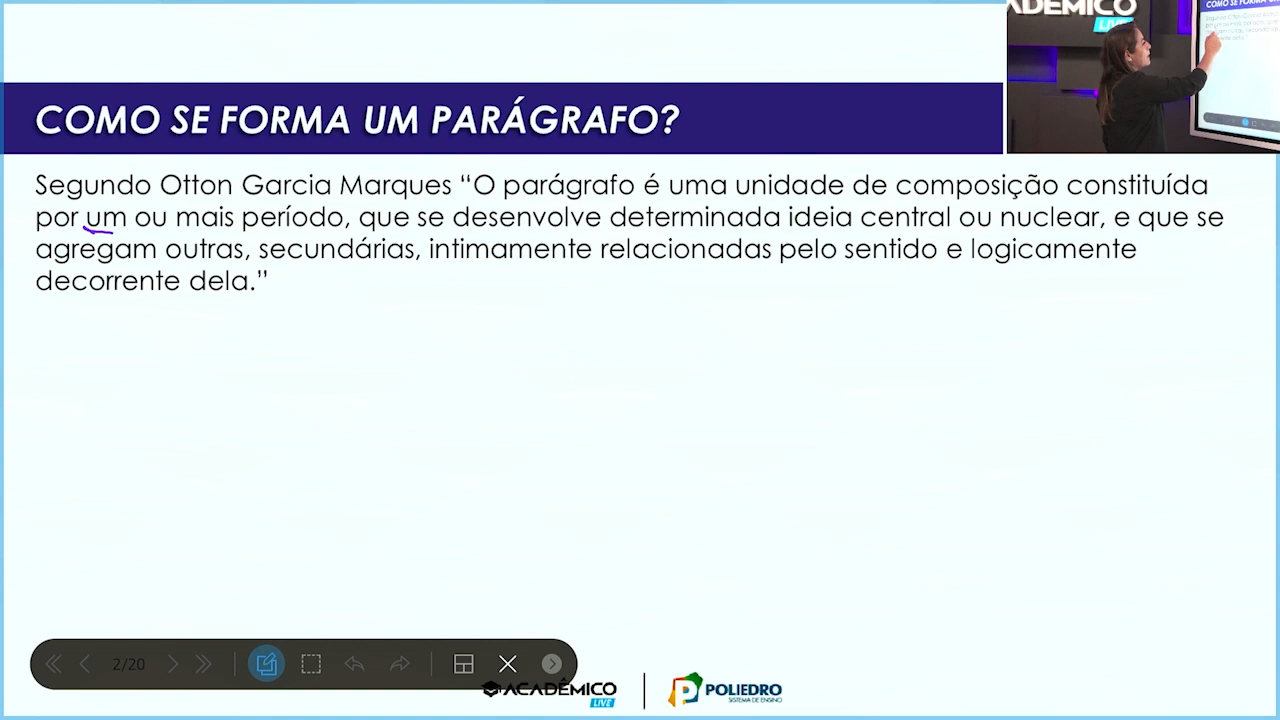 ADÊMICO
LIVE
COMO SE FORMA UM PARÁGRAFO?
Segundo Otton Garcia Marques “O parágrafo é uma unidade de composição constituída
por um ou mais período, que se desenvolve determinada ideia central ou nuclear, e que se
agregam outras, secundárias, intimamente relacionadas pelo sentido e logicamente
decorrente dela.”
2/20
ACADÊMICO
LIVE
POLIEDRO
SISTEMA DE ENSINO